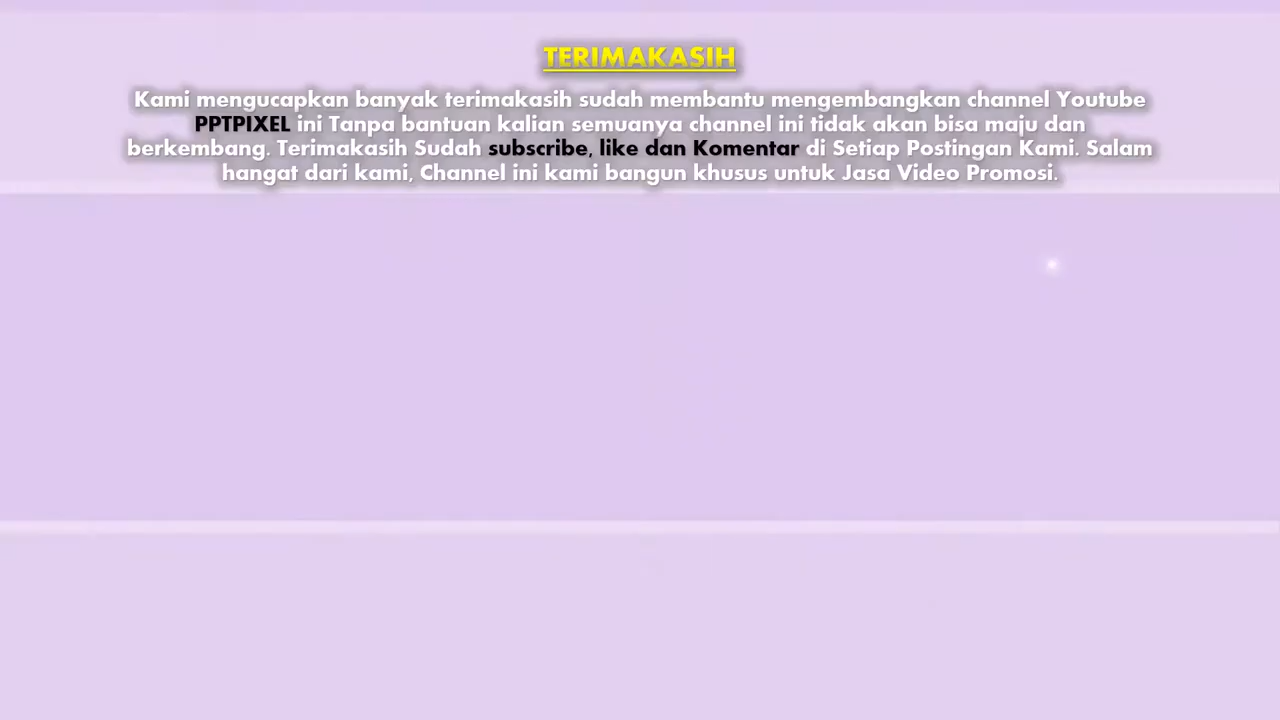 TERIMAKASIH
Kami mengucapkan banyak terimakasih sudah membantu mengembangkan channel Youtube
PPTPIXEL ini Tanpa bantuan kalian semuanya channel ini tidak akan bisa maju dan
berkembang. Terimakasih Sudah subscribe, like dan Komentar di Setiap Postingan Kami. Salam
hangat dari kami, Channel ini kami bangun khusus untuk Jasa Video Promosi.